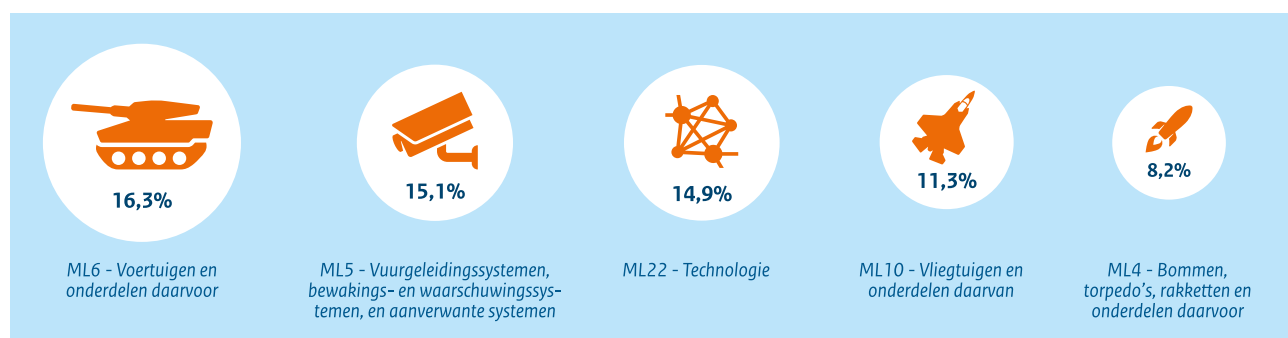 16,3%
ML6 - Voertuigen en
onderdelen daarvoor
15,1%
ML5 - Vuurgeleidingssystemen,
bewakings- en waarschuwingssys-
temen, en aanverwante systemen
14,9%
ML22 - Technologie
11,3%
ML10 - Vliegtuigen en
onderdelen daarvan
8,2%
ML4 - Bommen,
torpedo's, rakketten en
onderdelen daarvoor